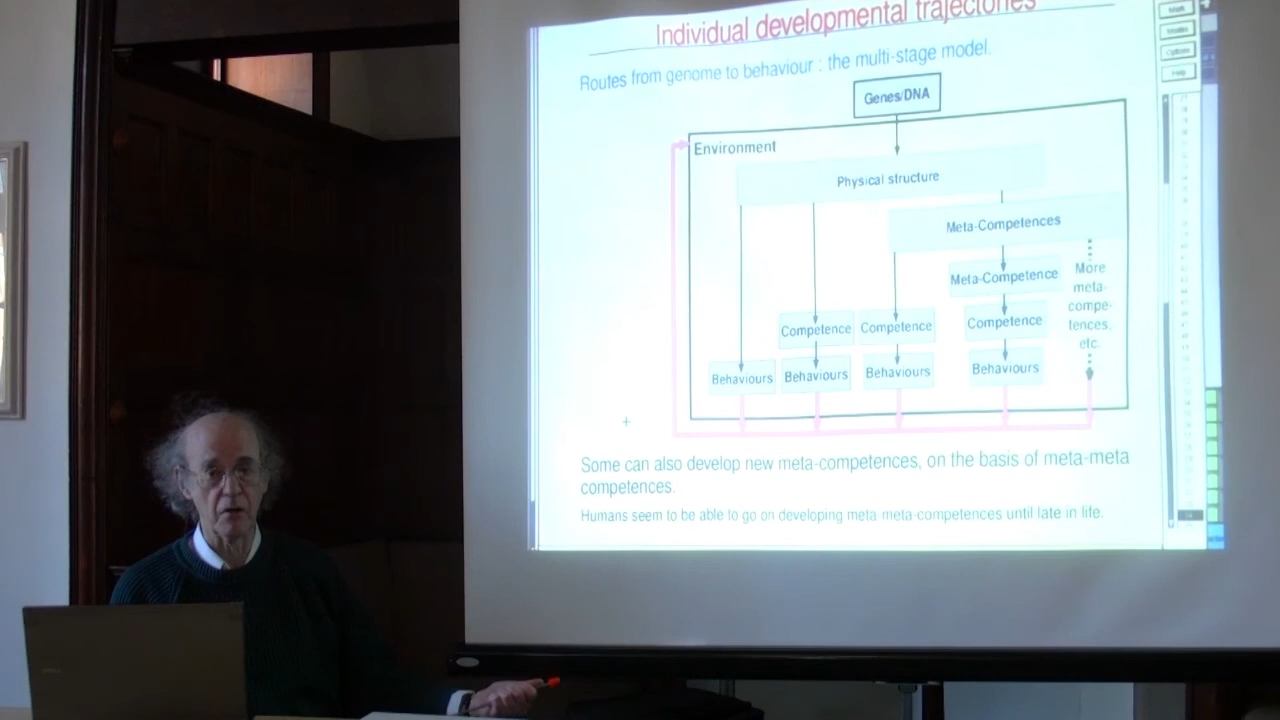 Individual developmental trajectories
Routes from genome to behaviour : the multi-stage model.
Genes/DNA
Environment
Physical structure
Meta-Competences
Meta-Competence
More
meta-
compe-
tences.
etc.
Competence
Competence
Competence
Behaviours
Behaviours
Behaviours
Behaviours
Some can also develop new meta-competences, on the basis of meta-meta
competences.
Humans seem to be able to go on developing meta meta-competences until late in life.
Options
Help